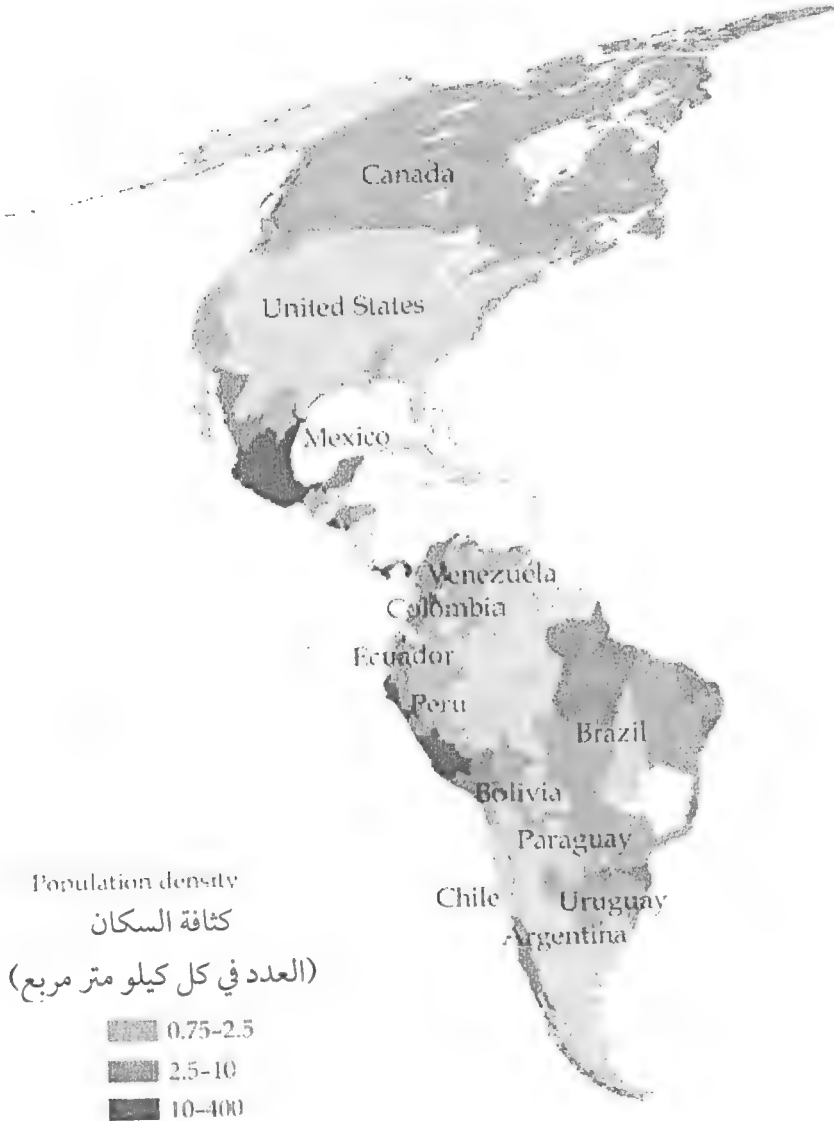 Canada
United States
Mexico
Venezuela
Colombia
Ecuador
Peru
Brazil
Bolivia
Paraguay
Chile
Uruguay
Argentina
Population density
كثافة السكان
(العدد في كل كيلو متر مربع)
0.75–2.5
2.5–10
10–400